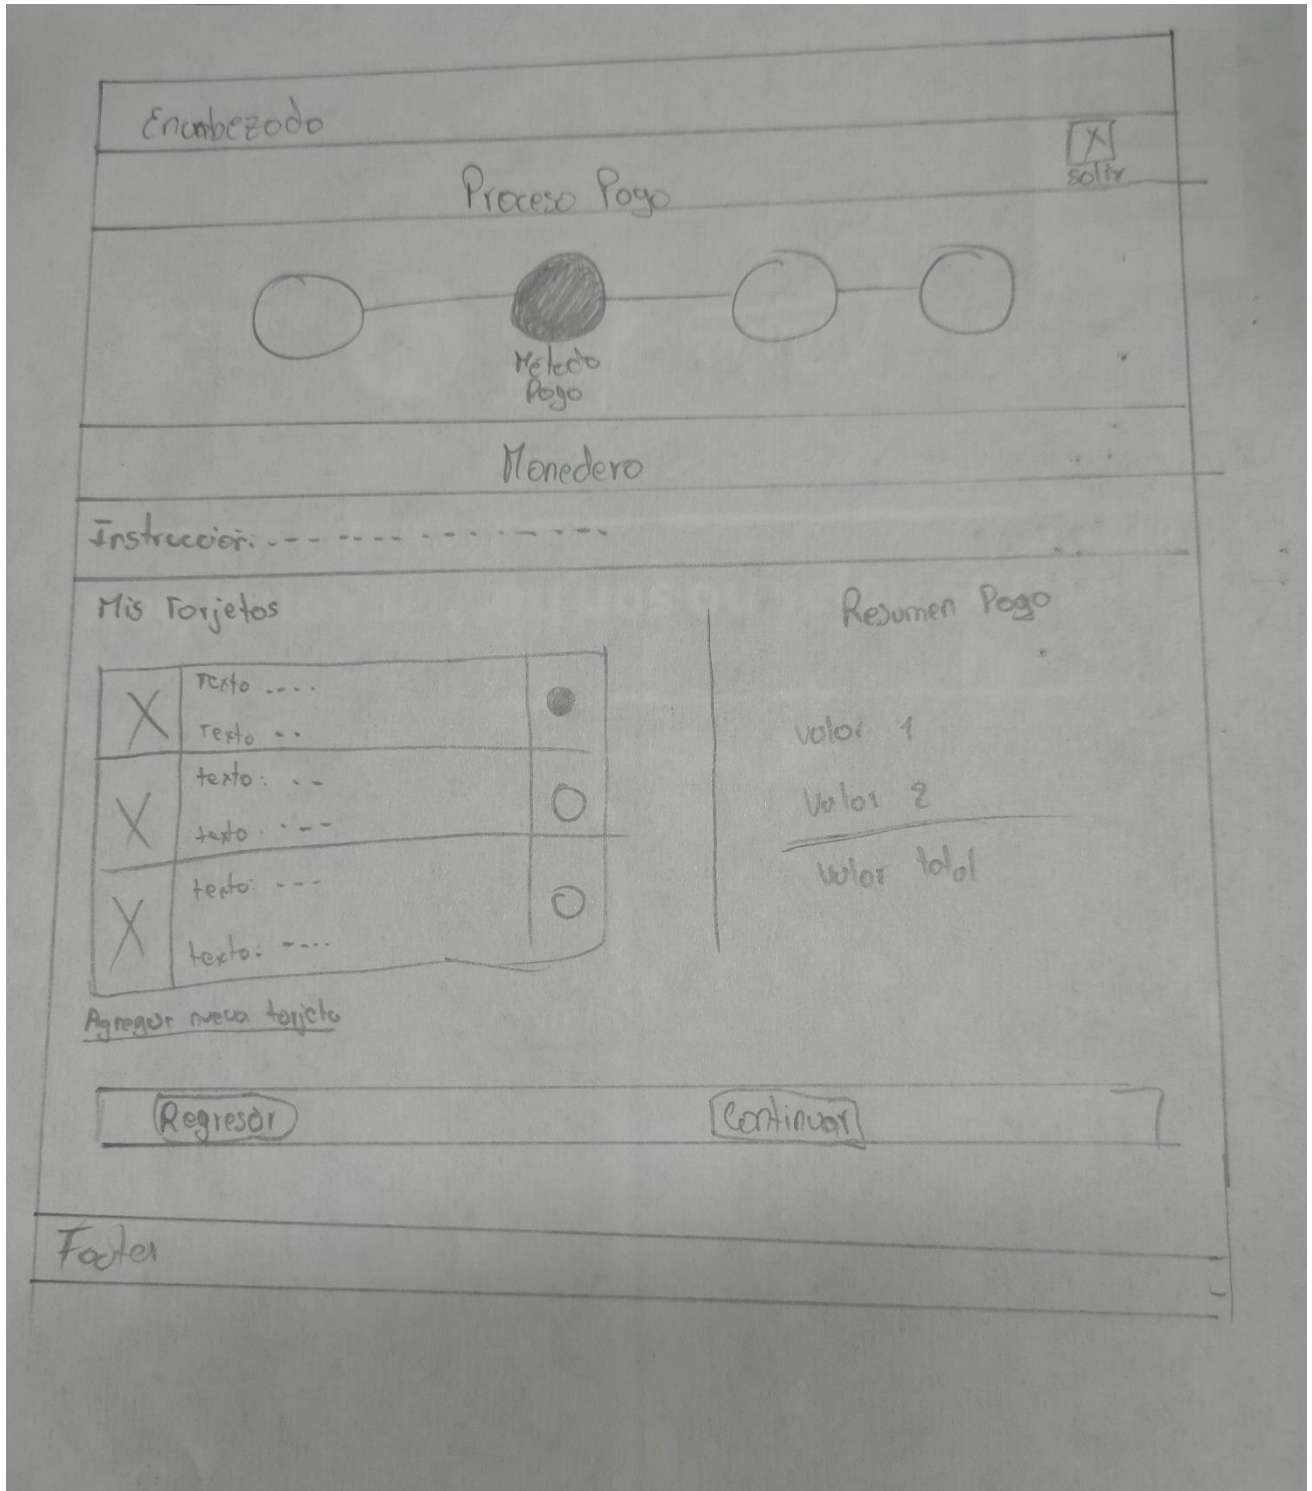 Encabezado
X
salir
Proceso Pago
Método
Pago
Monedero
Instrucción: --- ---- - - - - ---
Mis Tarjetas
Resumen Pago
X
Texto ....
Texto ..
X
texto: . --
texto . ---
X
texto: ---
texto: ----
valor 1
Valor 2
valor total
Agregar nueva tarjeta
Regresar
Continuar
Footer